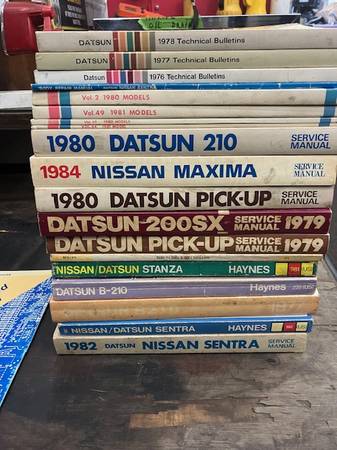 DATSUN 1978 Technical Bulletins
DATSUN 1977 Technical Bulletins
DATSUN 1976 Technical Bulletins
NISSAN SENTRA
Vol. 2 1980 MODELS
Vol. 49 1981 MODELS
1980 DATSUN 210 SERVICE MANUAL
1984 NISSAN MAXIMA SERVICE MANUAL
1980 DATSUN PICK-UP SERVICE MANUAL
DATSUN-200SX SERVICE MANUAL 1979
DATSUN PICK-UP SERVICE MANUAL 1979
NISSAN/DATSUN STANZA HAYNES
DATSUN B-210 Haynes
NISSAN/DATSUN SENTRA HAYNES
1982 DATSUN NISSAN SENTRA SERVICE MANUAL